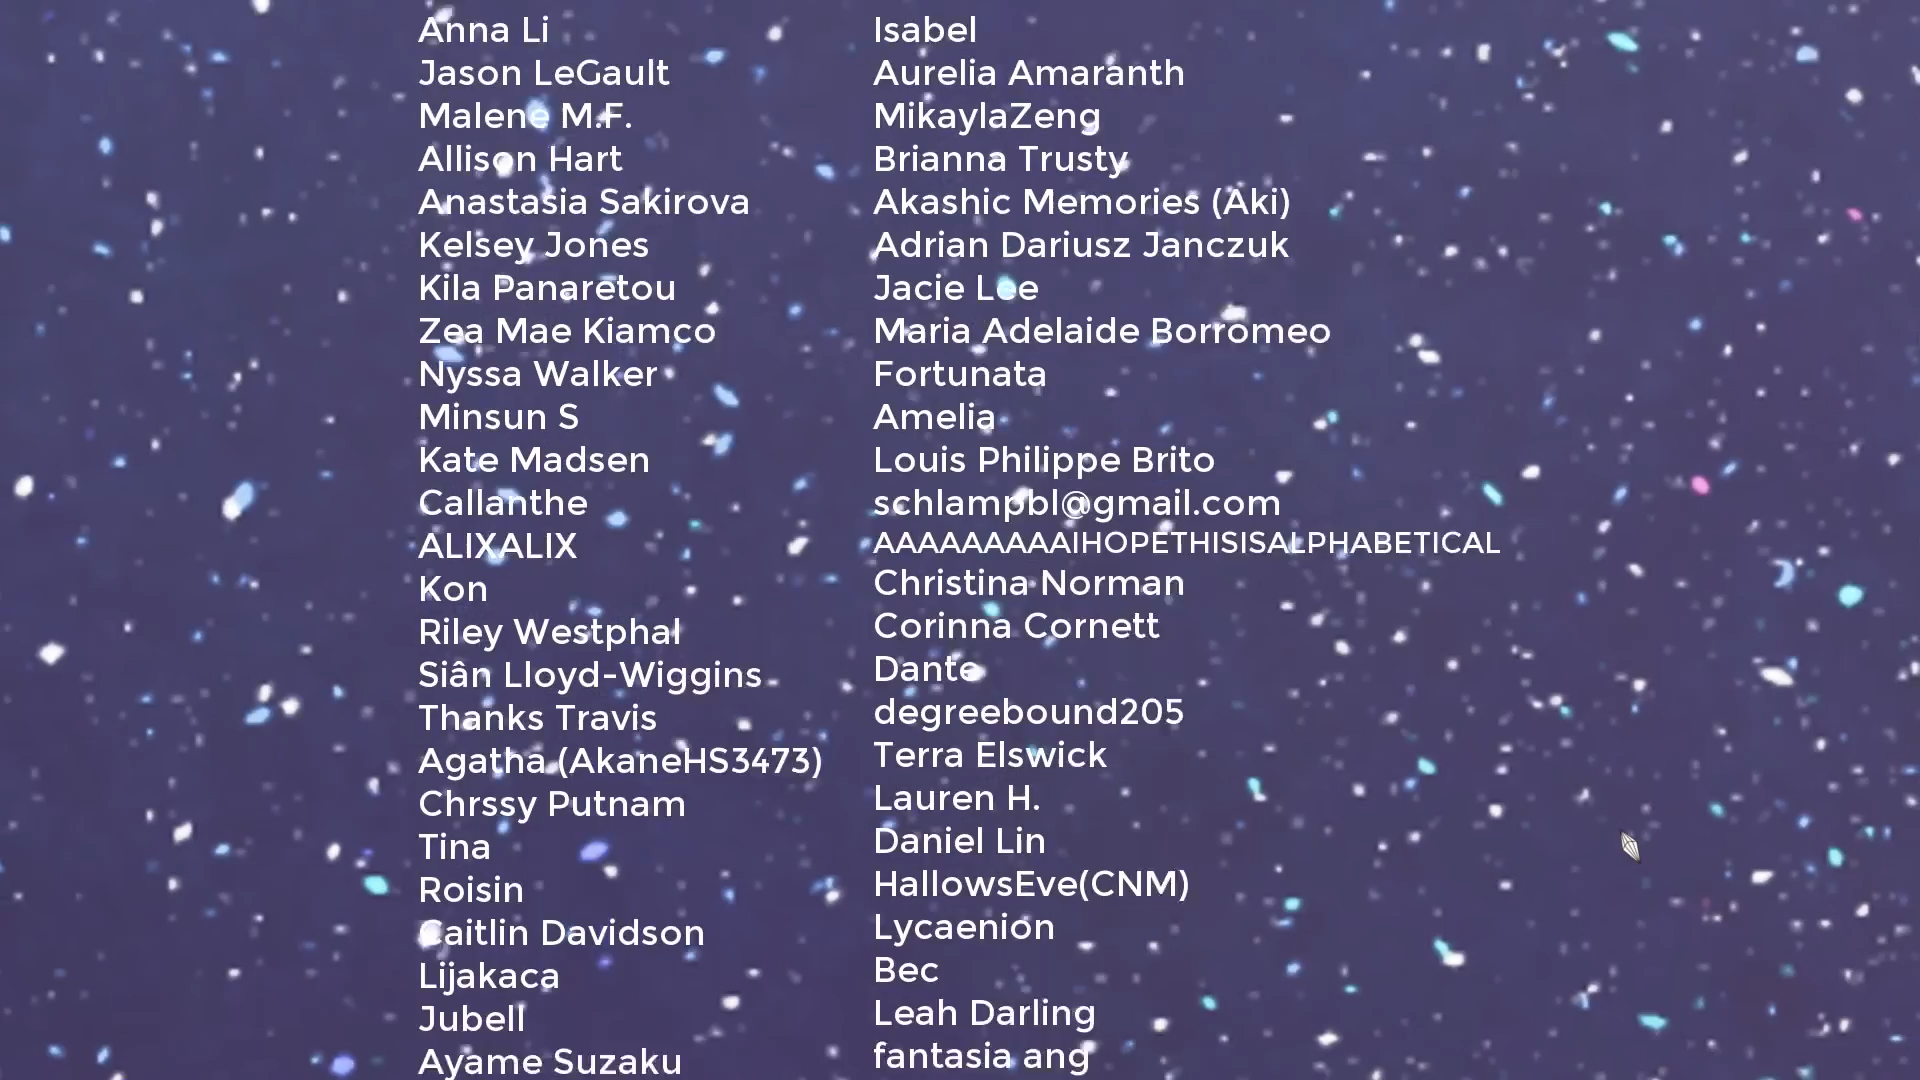 Anna Li
Jason LeGault
Malene M.F.
Allison Hart
Anastasia Sakirova
Kelsey Jones
Kila Panaretou
Zea Mae Kiamco
Nyssa Walker
Minsun S
Kate Madsen
Callanthe
ALIXALIX
Kon
Riley Westphal
Siân Lloyd-Wiggins
Thanks Travis
Agatha (AkaneHS3473)
Chrssy Putnam
Tina
Roisin
Caitlin Davidson
Lijakaca
Jubell
Ayame Suzaku
Isabel
Aurelia Amaranth
MikaylaZeng
Brianna Trusty
Akashic Memories (Aki)
Adrian Dariusz Janczuk
Jacie Lee
Maria Adelaide Borromeo
Fortunata
Amelia
Louis Philippe Brito
schlampbl@gmail.com
AAAAAAAAAIHOPETHISISALPHABETICAL
Christina Norman
Corinna Cornett
Dante
degreebound205
Terra Elswick
Lauren H.
Daniel Lin
HallowsEve(CNM)
Lycaenion
Bec
Leah Darling
fantasia ang